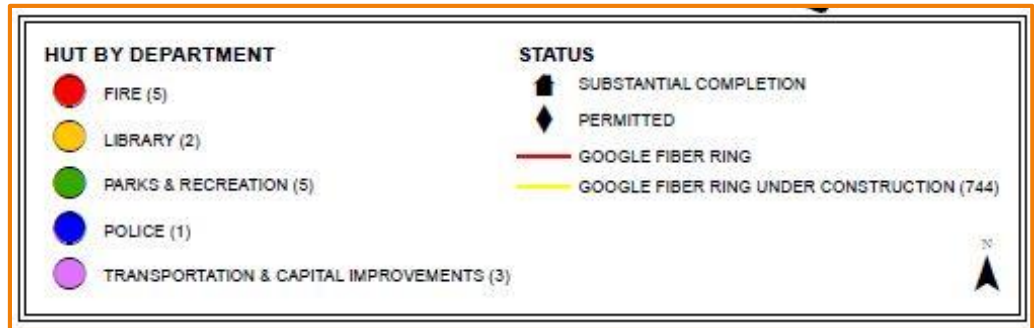 HUT BY DEPARTMENT
FIRE (5)
LIBRARY (2)
PARKS & RECREATION (5)
POLICE (1)
TRANSPORTATION & CAPITAL IMPROVEMENTS (3)
STATUS
SUBSTANTIAL COMPLETION
PERMITTED
GOOGLE FIBER RING
GOOGLE FIBER RING UNDER CONSTRUCTION (744)
N